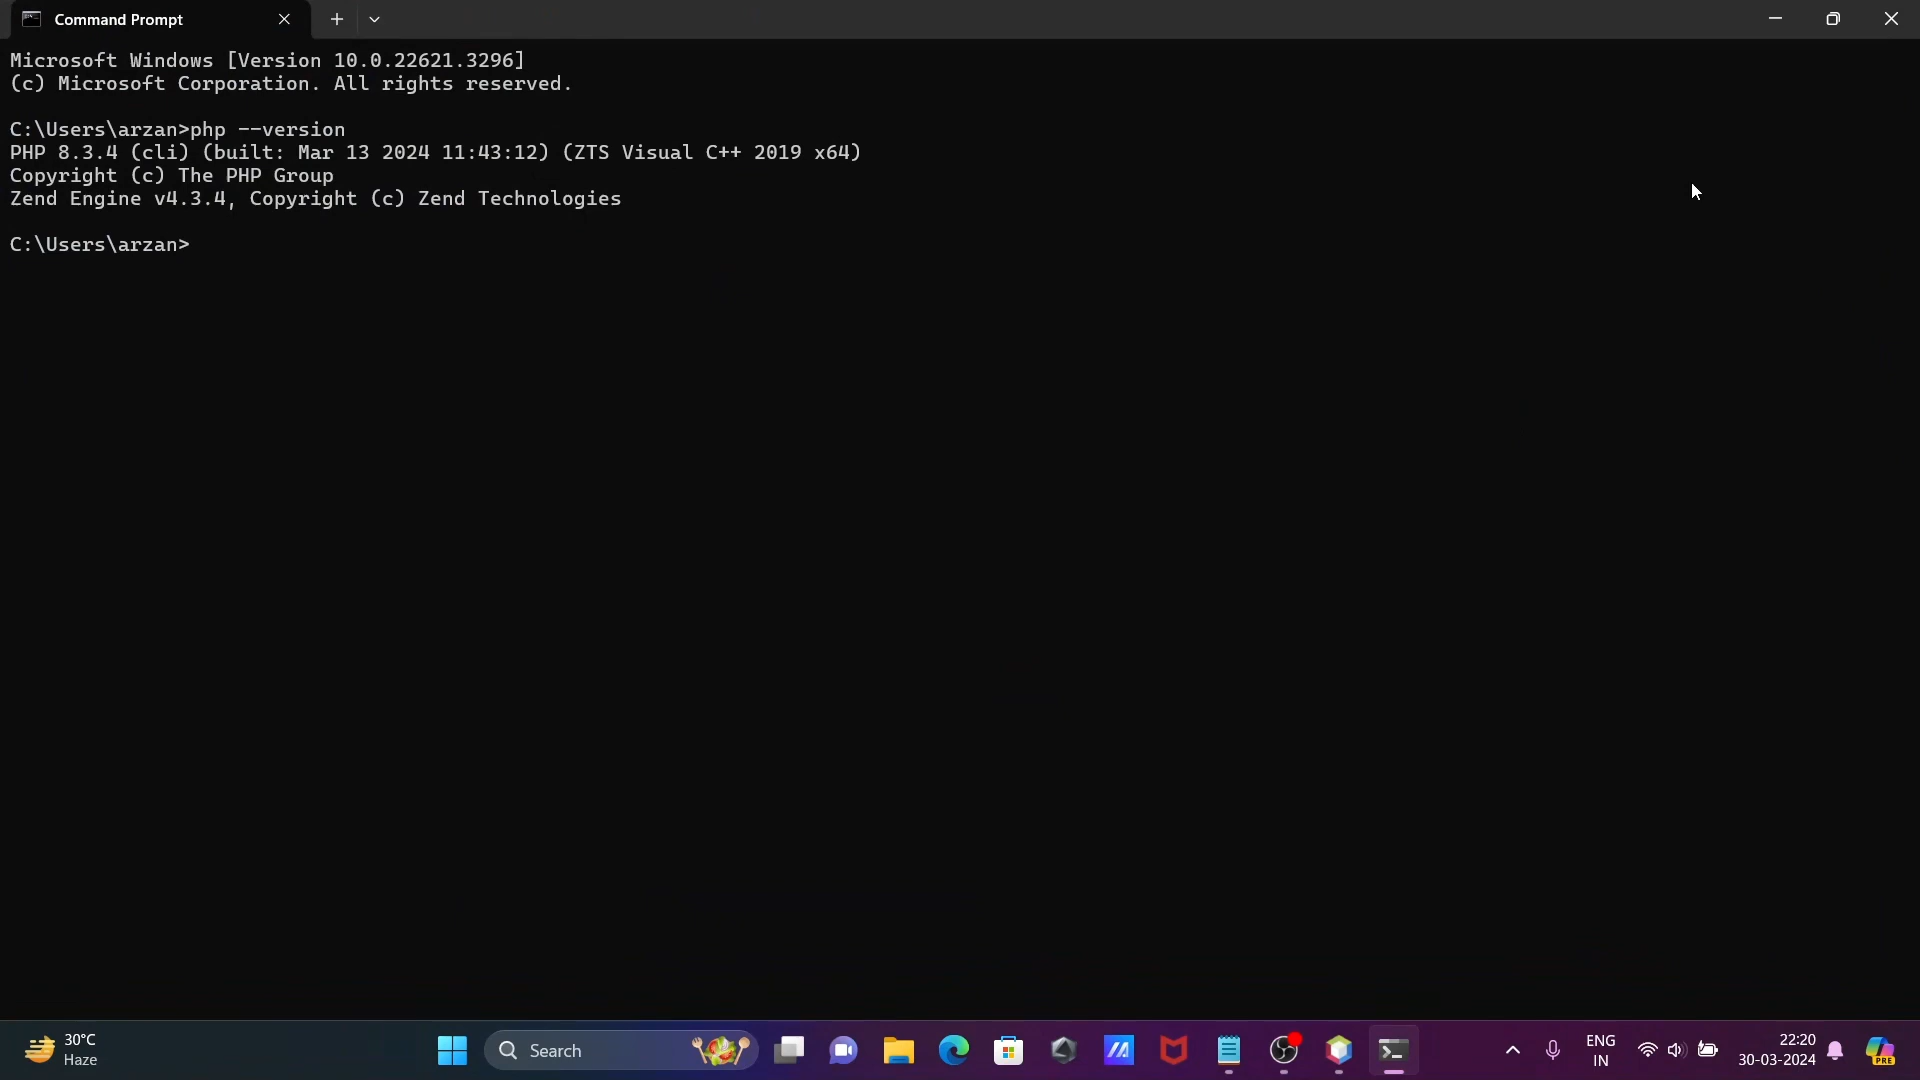 Command Prompt
Microsoft Windows [Version 10.0.22621.3296]
(c) Microsoft Corporation. All rights reserved.
C:\Users\arzan>php --version
PHP 8.3.4 (cli) (built: Mar 13 2024 11:43:12) (ZTS Visual C++ 2019 x64)
Copyright (c) The PHP Group
Zend Engine v4.3.4, Copyright (c) Zend Technologies
C:\Users\arzan>
30°C
Haze
Search
ENG
IN
22:20
30-03-2024
PRE